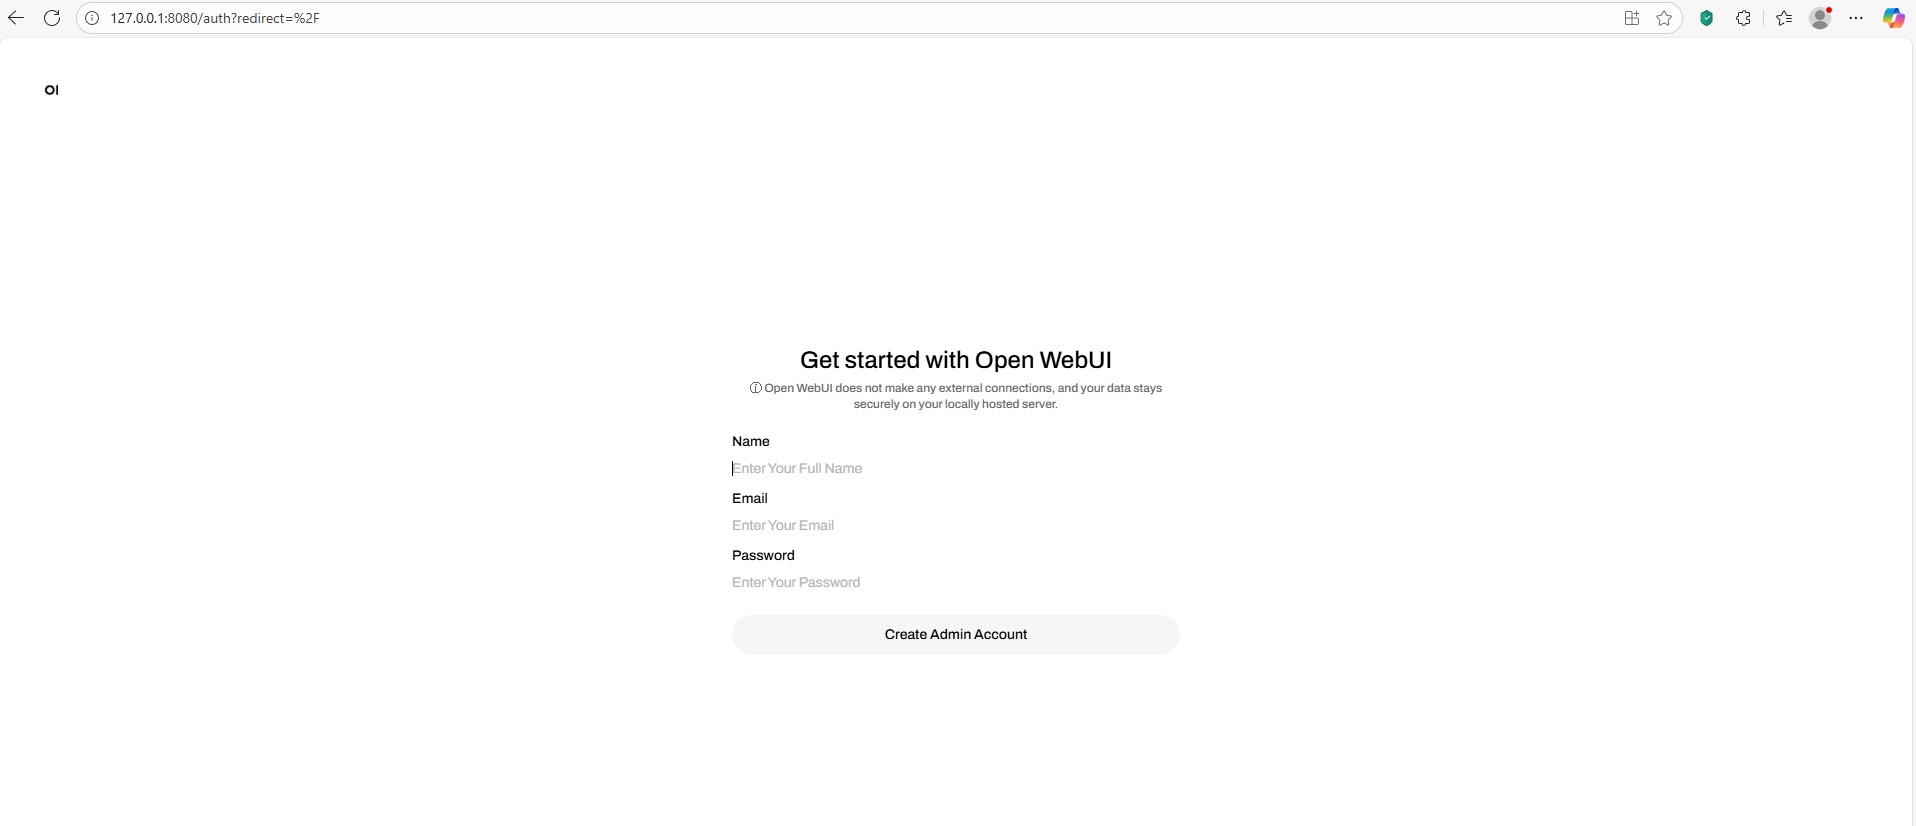 127.0.0.1:8080/auth?redirect=%2F
OI
Get started with Open WebUI
ⓘ Open WebUI does not make any external connections, and your data stays
securely on your locally hosted server.
Name
Enter Your Full Name
Email
Enter Your Email
Password
Enter Your Password
Create Admin Account